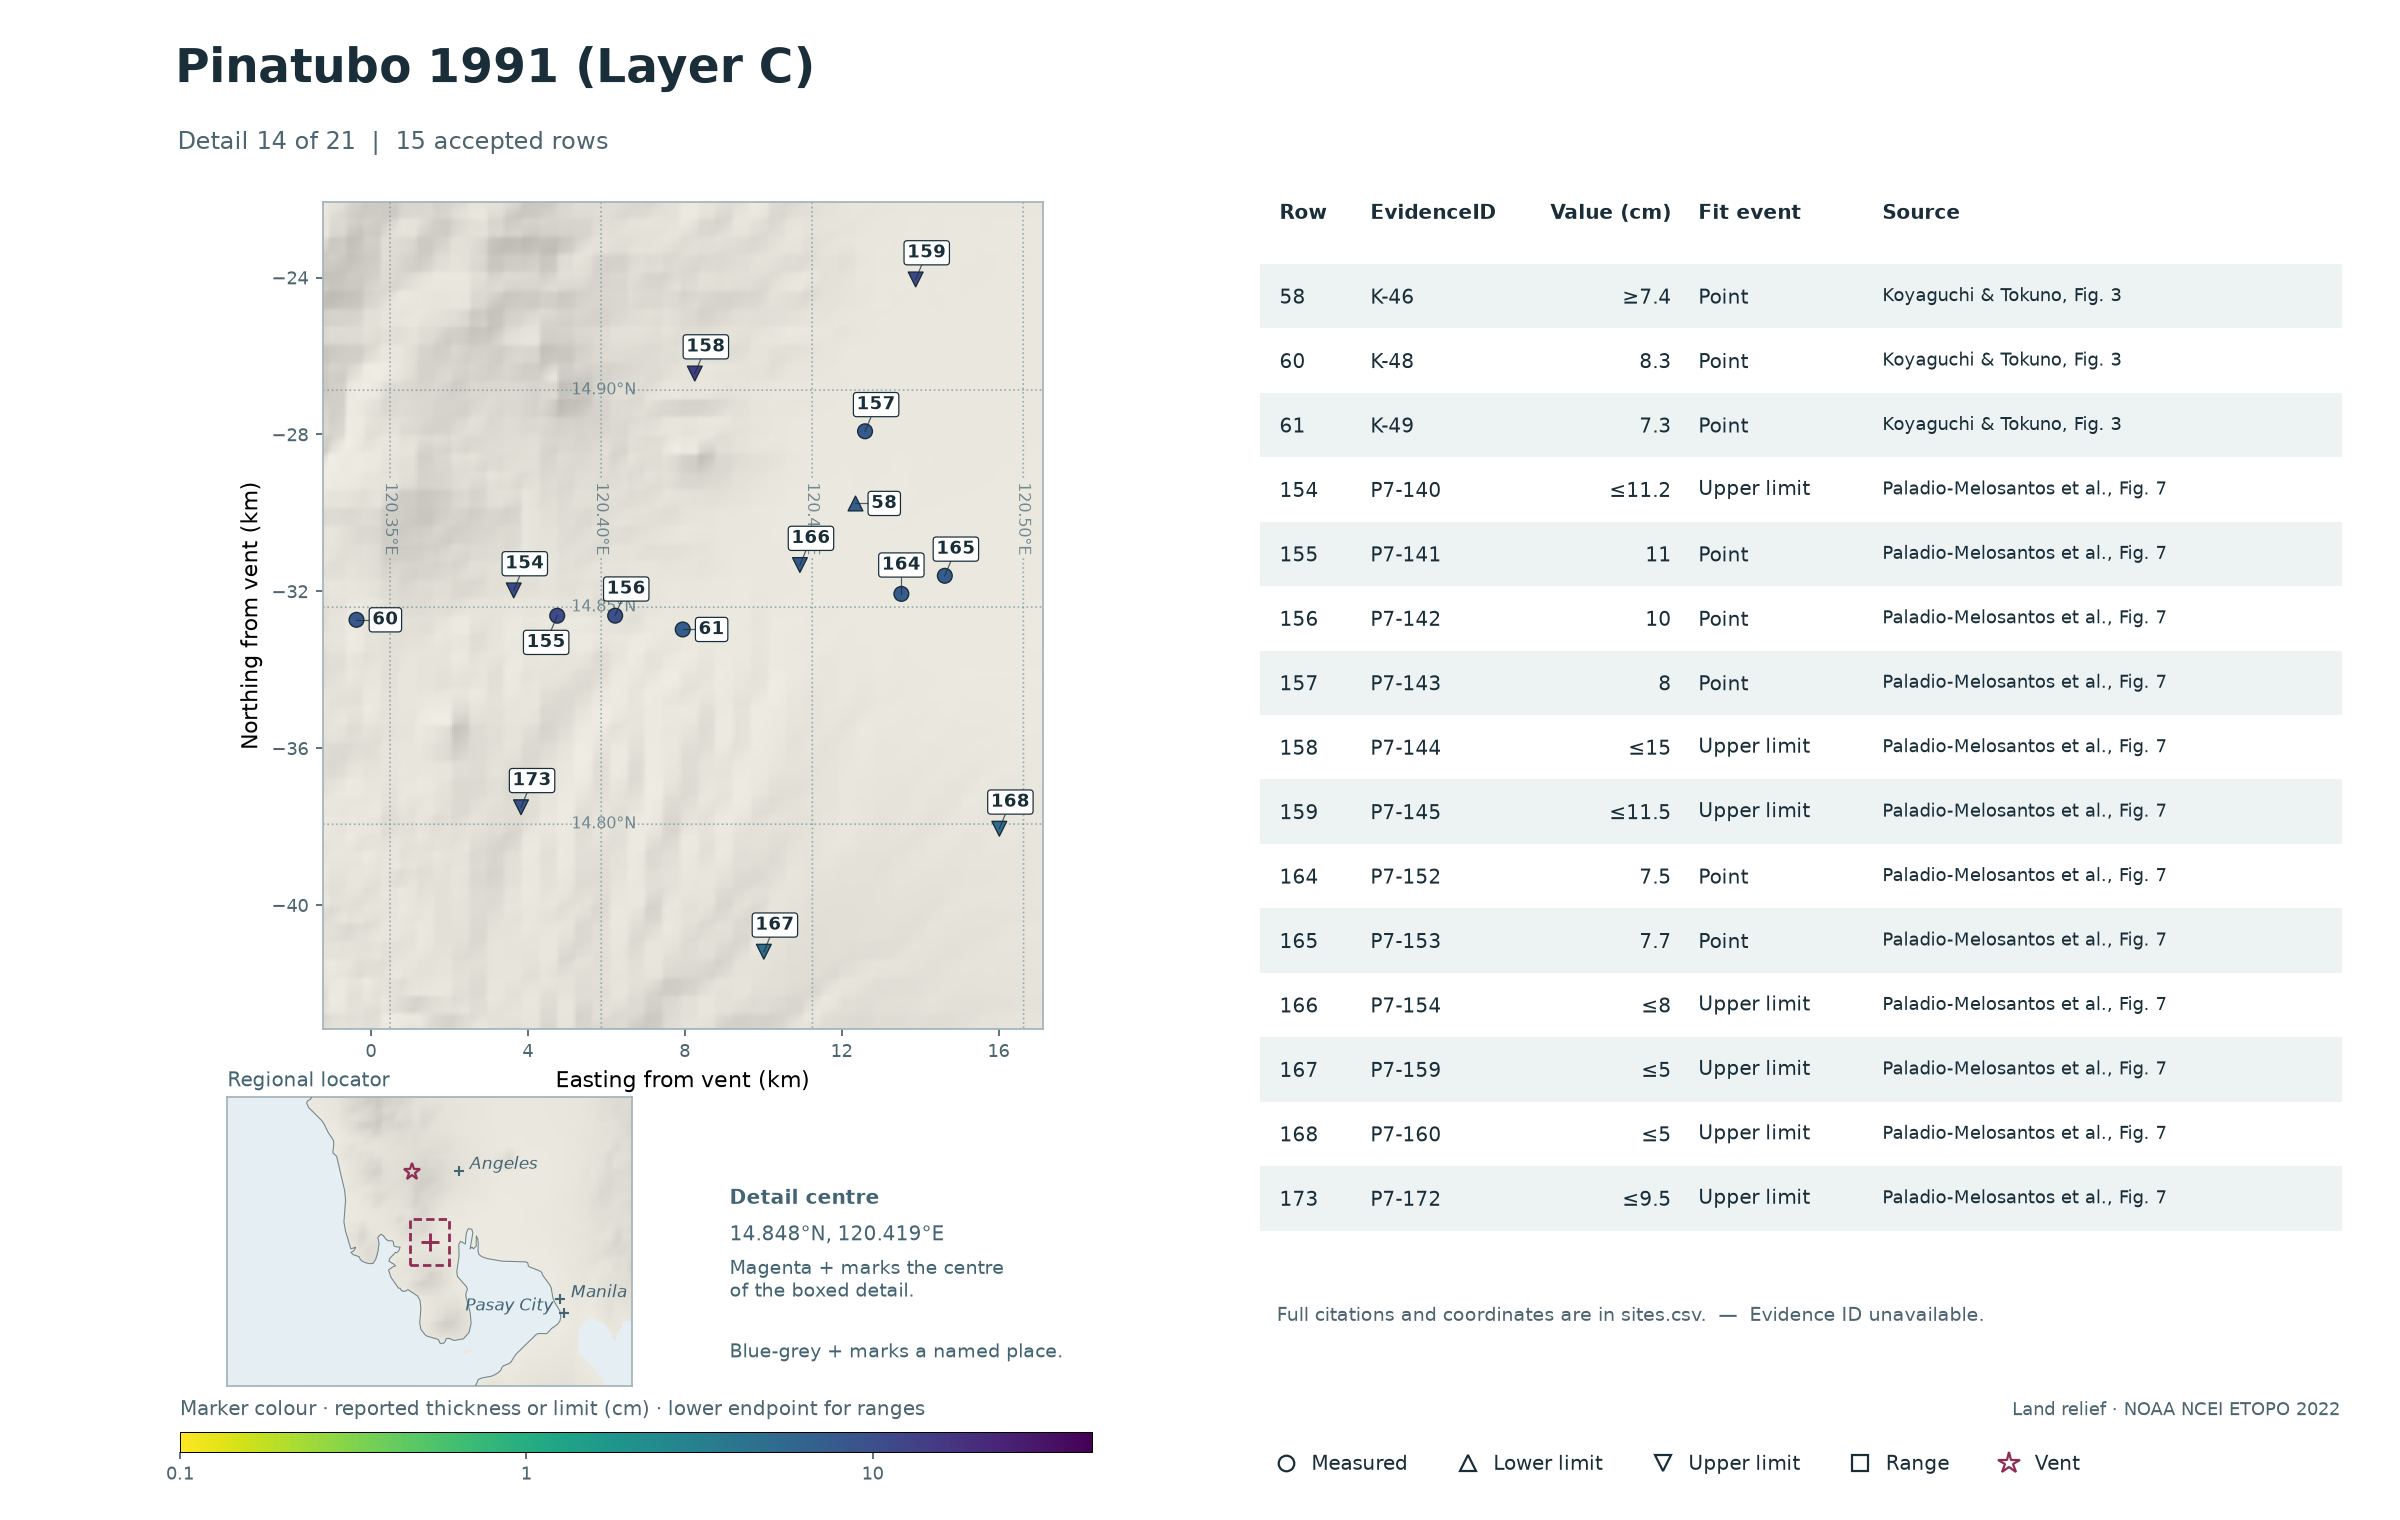 Pinatubo 1991 (Layer C)
Detail 14 of 21 | 15 accepted rows
Northing from vent (km)
−24
−28
−32
−36
−40
159
158
14.90°N
157
120.35°E
120.40°E
120.50°E
58
166
165
154
164
156
60
155
61
173
168
14.80°N
167
0
4
8
12
16
Easting from vent (km)
Regional locator
Angeles
Manila
Pasay City
Detail centre
14.848°N, 120.419°E
Magenta + marks the centre
of the boxed detail.
Blue-grey + marks a named place.
Marker colour · reported thickness or limit (cm) · lower endpoint for ranges
0.1
1
10
Row EvidenceID Value (cm) Fit event Source
58 K-46 ≥7.4 Point Koyaguchi & Tokuno, Fig. 3
60 K-48 8.3 Point Koyaguchi & Tokuno, Fig. 3
61 K-49 7.3 Point Koyaguchi & Tokuno, Fig. 3
154 P7-140 ≤11.2 Upper limit Paladio-Melosantos et al., Fig. 7
155 P7-141 11 Point Paladio-Melosantos et al., Fig. 7
156 P7-142 10 Point Paladio-Melosantos et al., Fig. 7
157 P7-143 8 Point Paladio-Melosantos et al., Fig. 7
158 P7-144 ≤15 Upper limit Paladio-Melosantos et al., Fig. 7
159 P7-145 ≤11.5 Upper limit Paladio-Melosantos et al., Fig. 7
164 P7-152 7.5 Point Paladio-Melosantos et al., Fig. 7
165 P7-153 7.7 Point Paladio-Melosantos et al., Fig. 7
166 P7-154 ≤8 Upper limit Paladio-Melosantos et al., Fig. 7
167 P7-159 ≤5 Upper limit Paladio-Melosantos et al., Fig. 7
168 P7-160 ≤5 Upper limit Paladio-Melosantos et al., Fig. 7
173 P7-172 ≤9.5 Upper limit Paladio-Melosantos et al., Fig. 7
Full citations and coordinates are in sites.csv. — Evidence ID unavailable.
Land relief · NOAA NCEI ETOPO 2022
Measured
Lower limit
Upper limit
Range
Vent